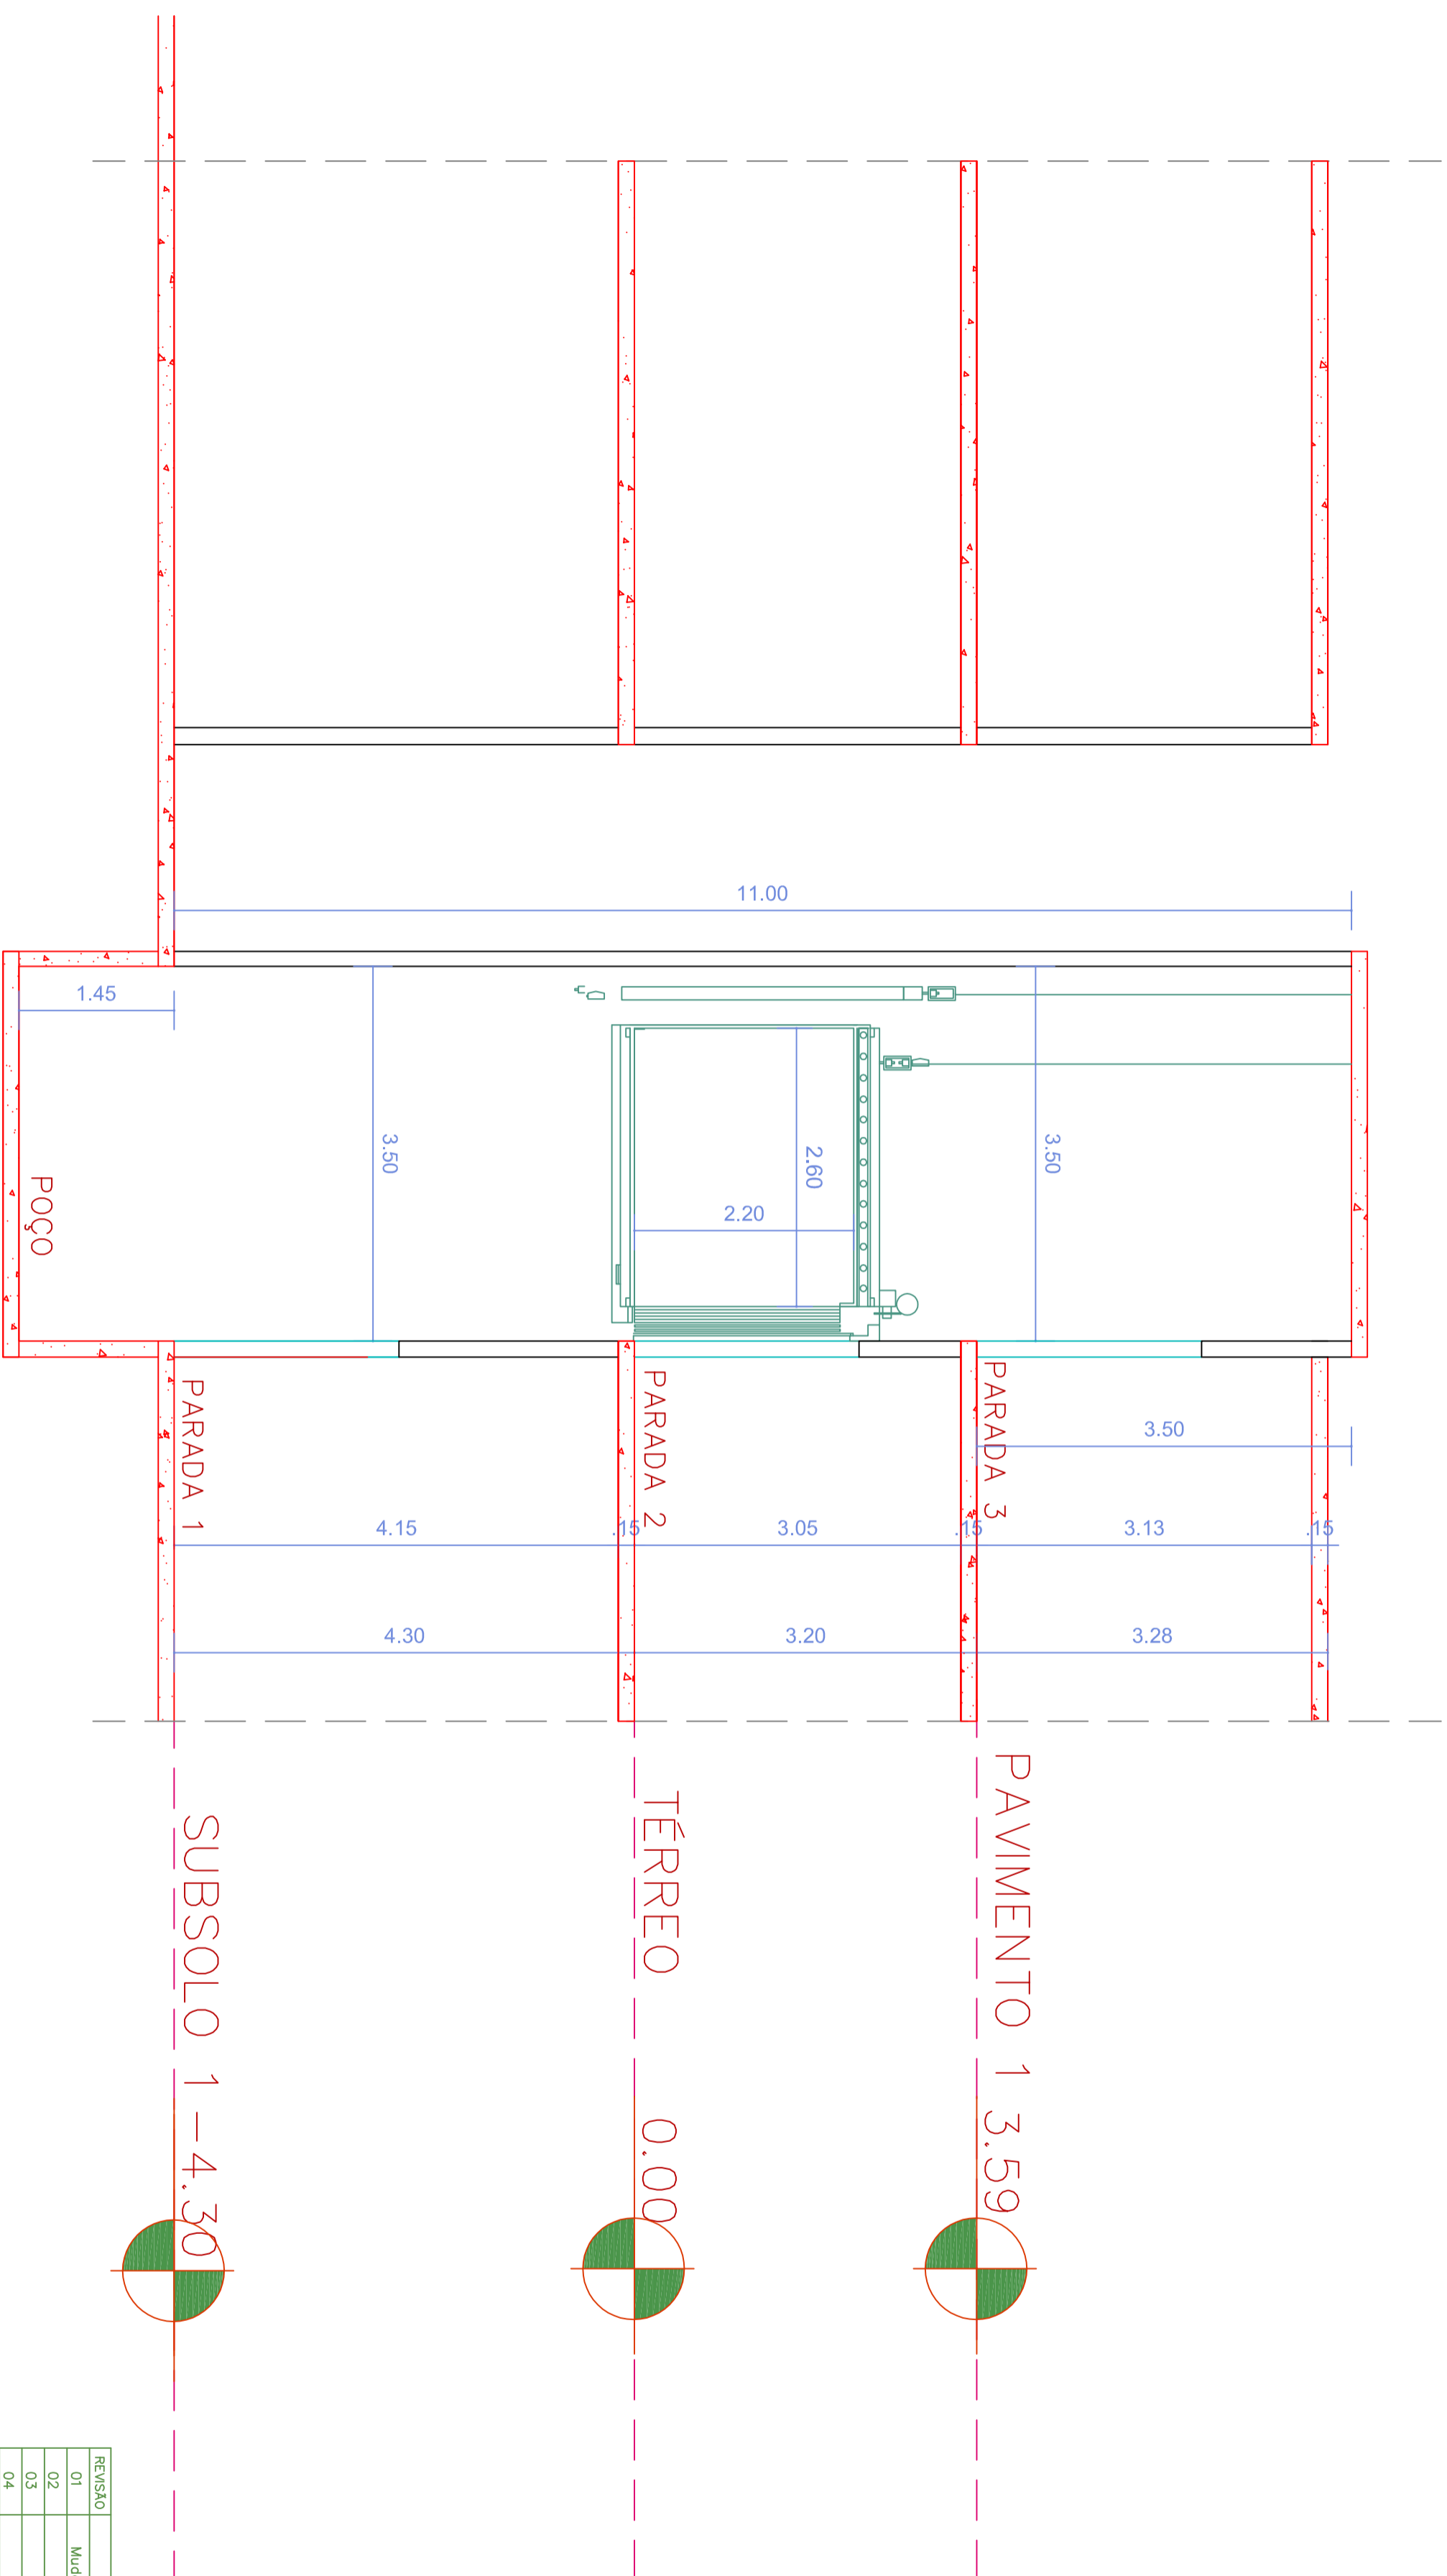 11.00
1.45
3.50
3.50
2.60
2.20
POÇO
PARADA 1
PARADA 2
PARADA 3
3.50
4.15
.15
3.05
.15
3.13
.15
4.30
3.20
3.28
PAVIMENTO 1 3.59
TÉRREO 0.00
SUBSOLO 1 -4.30
REVISÃO
01 Mud
02
03
04